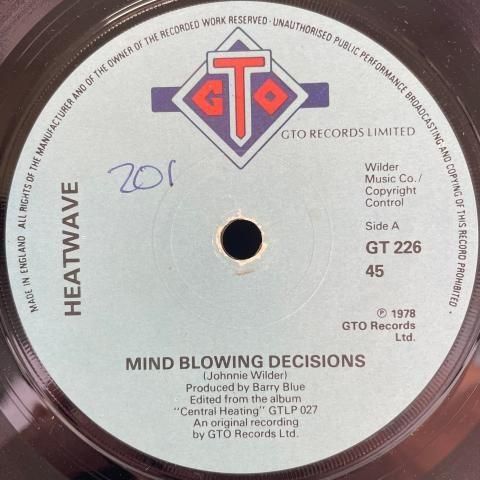 ALL RIGHTS OF THE MANUFACTURER AND OF THE OWNER OF THE RECORDED WORK RESERVED - UNAUTHORISED PUBLIC PERFORMANCE BROADCASTING AND COPYING OF THIS RECORD PROHIBITED ·
MADE IN ENGLAND
GTO
GTO RECORDS LIMITED
201
HEATWAVE
Wilder
Music Co./
Copyright
Control
Side A
GT 226
45
℗ 1978
GTO Records
Ltd.
MIND BLOWING DECISIONS
(Johnnie Wilder)
Produced by Barry Blue
Edited from the album
"Central Heating" GTLP 027
An original recording
by GTO Records Ltd.